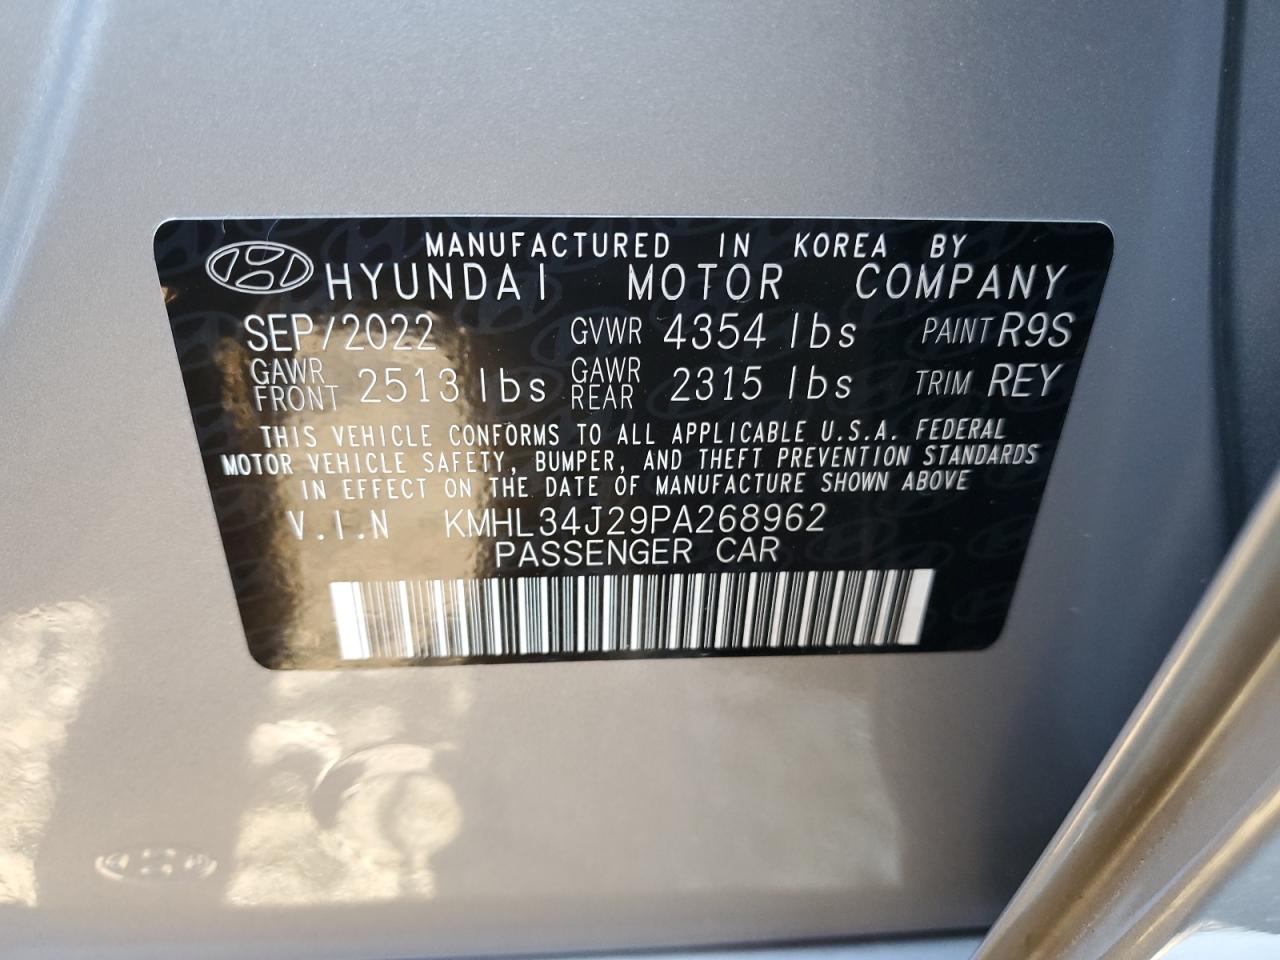 MANUFACTURED IN KOREA BY
HYUNDAI MOTOR COMPANY
SEP/2022 GVWR 4354 lbs PAINT R9S
GAWR FRONT 2513 lbs GAWR REAR 2315 lbs TRIM REY
THIS VEHICLE CONFORMS TO ALL APPLICABLE U.S.A. FEDERAL
MOTOR VEHICLE SAFETY, BUMPER, AND THEFT PREVENTION STANDARDS
IN EFFECT ON THE DATE OF MANUFACTURE SHOWN ABOVE
V.I.N KMHL34J29PA268962
PASSENGER CAR